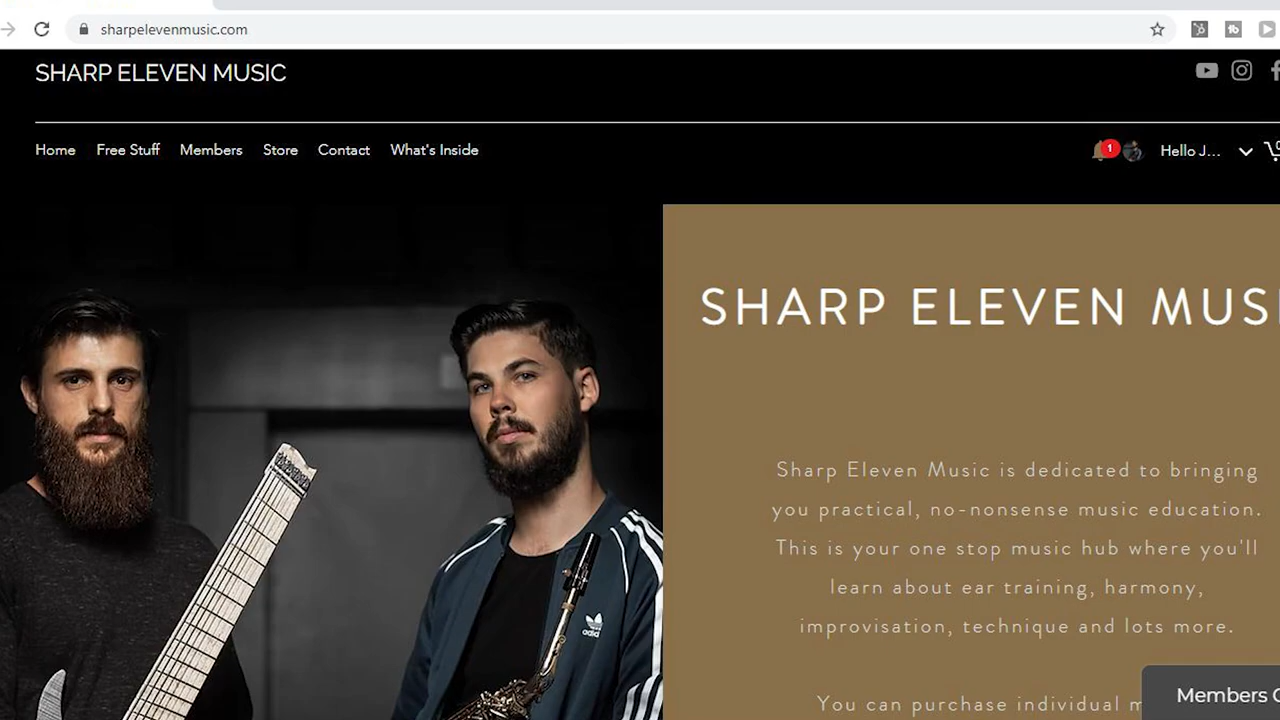 sharpelevenmusic.com
SHARP ELEVEN MUSIC
Home Free Stuff Members Store Contact What's Inside
1 Hello J...
SHARP ELEVEN MUS
Sharp Eleven Music is dedicated to bringing
you practical, no-nonsense music education.
This is your one stop music hub where you'll
learn about ear training, harmony,
improvisation, technique and lots more.
You can purchase individual m
Members
adidas